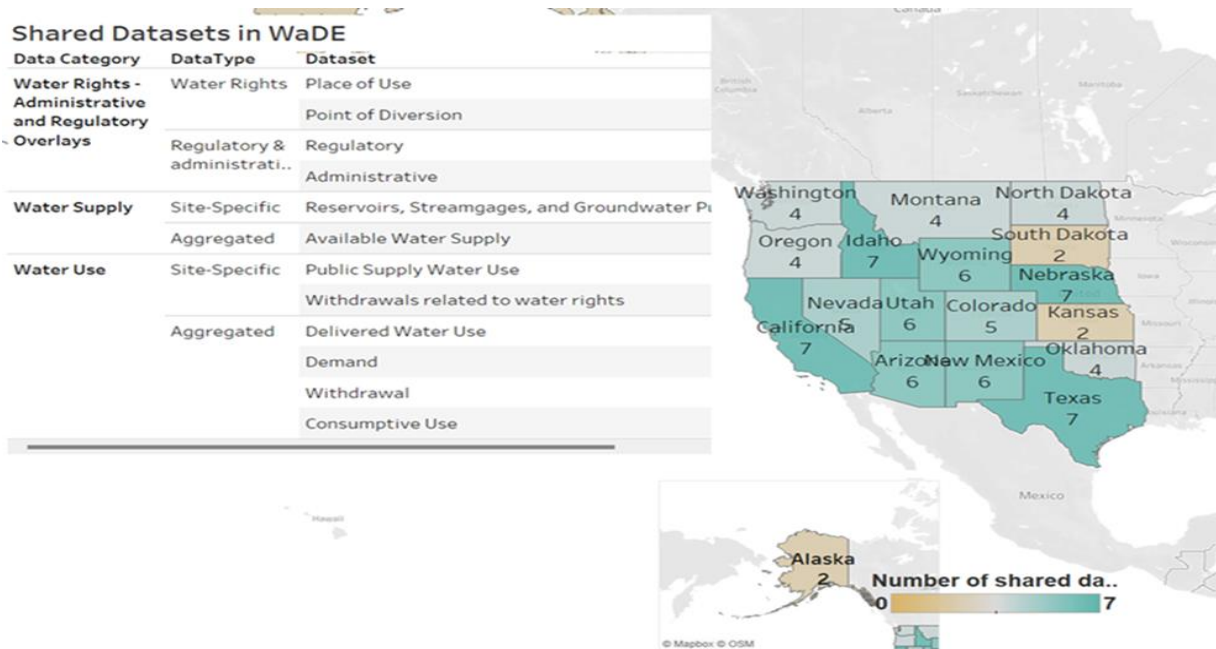 Shared Datasets in WaDE
Data Category DataType Dataset
Water Rights - Water Rights Place of Use
Administrative
and Regulatory Point of Diversion
Overlays Regulatory & Regulatory
administrati..
Administrative
Water Supply Site-Specific Reservoirs, Streamgages, and Groundwater
Aggregated Available Water Supply
Water Use Site-Specific Public Supply Water Use
Withdrawals related to water rights
Aggregated Delivered Water Use
Demand
Withdrawal
Consumptive Use
Canada
British
Columbia
Alberta
Saskatchewan
Manitoba
Washington
4
Montana
4
North Dakota
4
Minnesota
Oregon
4
Idaho
7
Wyoming
6
South Dakota
2
Wisconsin
Nebraska
7
Iowa
Nevada
5
Utah
6
Colorado
5
Kansas
2
Missouri
California
7
Arizona
6
New Mexico
6
Oklahoma
4
Arkansas
Texas
7
Mexico
Hawaii
Alaska
2
Number of shared da..
0 7
© Mapbox © OSM